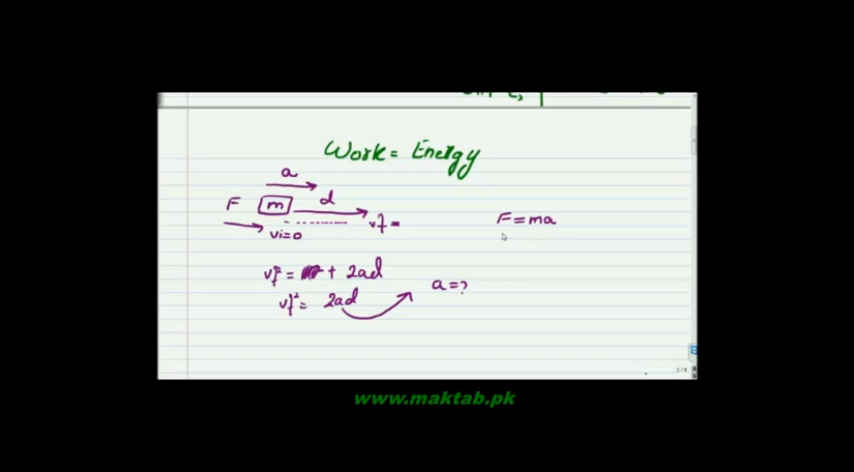 Work = Energy
a
F m d
vi=0 vf =
F = ma
vf² = + 2ad
vf² = 2ad
a = ?
www.maktab.pk